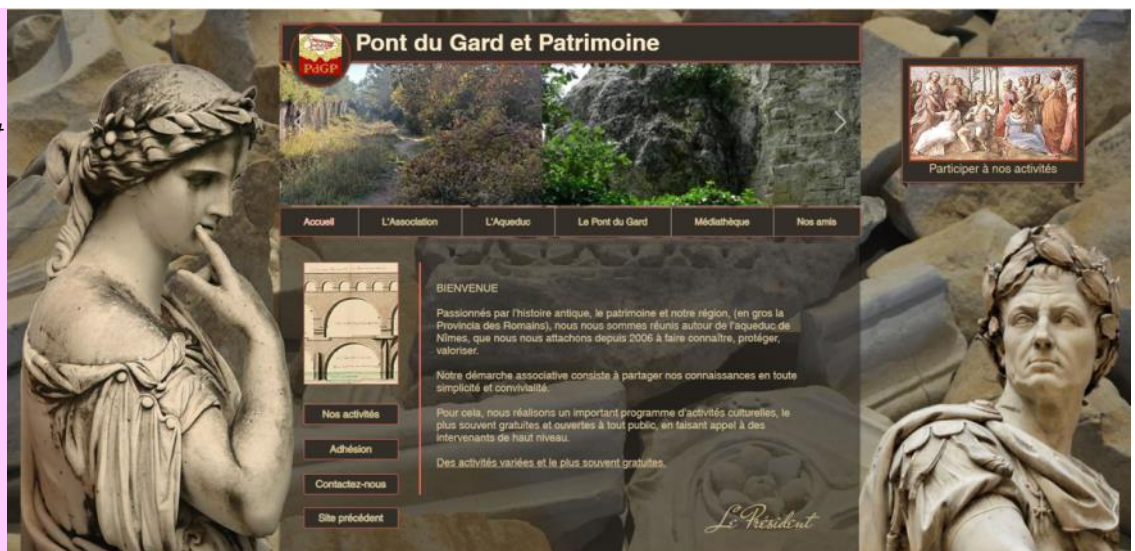 Pont du Gard et Patrimoine
PdGP
Participer à nos activités
Accueil
L'Association
L'Aqueduc
Le Pont du Gard
Médiathèque
Nos amis
BIENVENUE
Passionnés par l'histoire antique, le patrimoine et notre région, (en gros la
Provincia des Romains), nous nous sommes réunis autour de l'aqueduc de
Nîmes, que nous nous attachons depuis 2006 à faire connaître, protéger,
valoriser.
Notre démarche associative consiste à partager nos connaissances en toute
simplicité et convivialité.
Pour cela, nous réalisons un important programme d'activités culturelles, le
plus souvent gratuites et ouvertes à tout public, en faisant appel à des
intervenants de haut niveau.
Des activités variées et le plus souvent gratuites.
Le Président
Nos activités
Adhésion
Contactez-nous
Site précédent